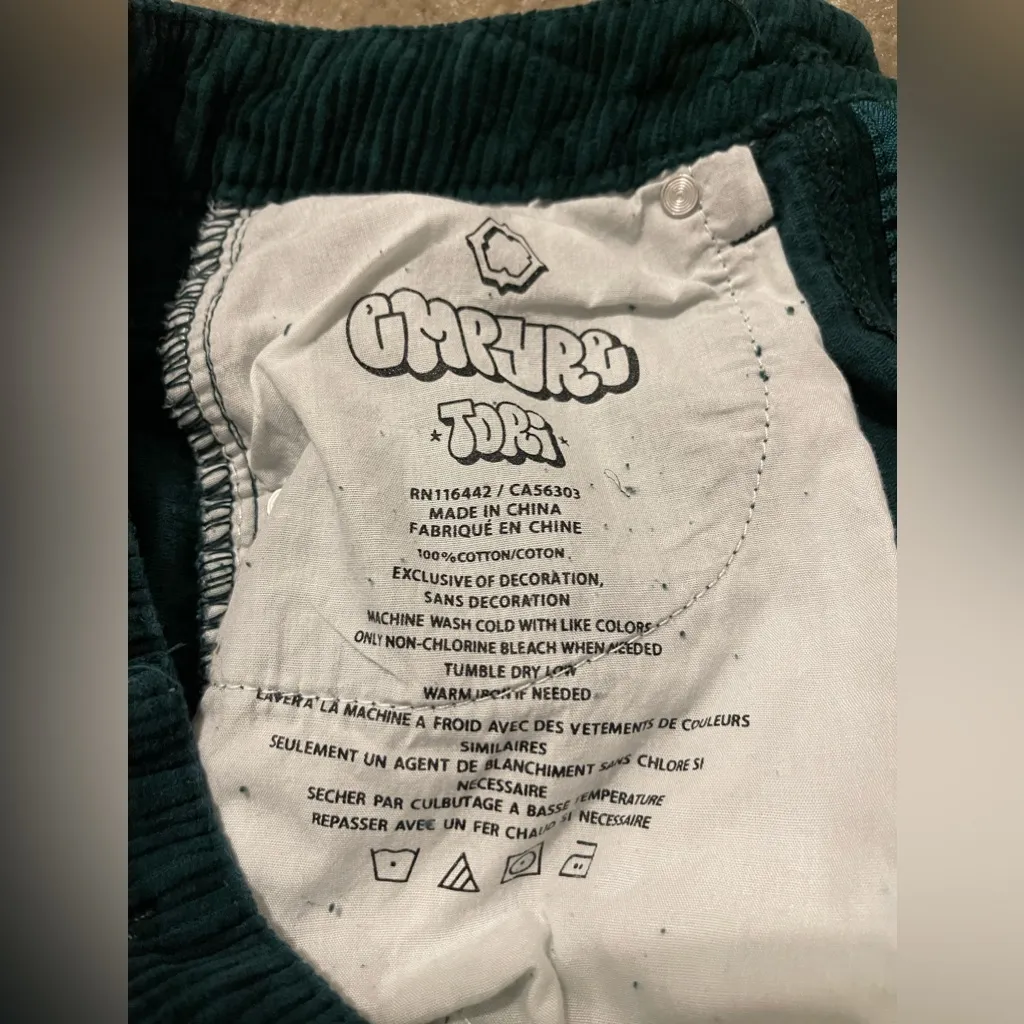 EMPYRE
TORI
RN116442 / CA56303
MADE IN CHINA
FABRIQUÉ EN CHINE
100%COTTON/COTON
EXCLUSIVE OF DECORATION,
SANS DECORATION
MACHINE WASH COLD WITH LIKE COLORS
ONLY NON-CHLORINE BLEACH WHEN NEEDED
TUMBLE DRY LOW
WARM IRON IF NEEDED
LAVER A LA MACHINE A FROID AVEC DES VETEMENTS DE COULEURS
SIMILAIRES
SEULEMENT UN AGENT DE BLANCHIMENT SANS CHLORE SI
NECESSAIRE
SECHER PAR CULBUTAGE A BASSE TEMPERATURE
REPASSER AVEC UN FER CHAUD SI NECESSAIRE